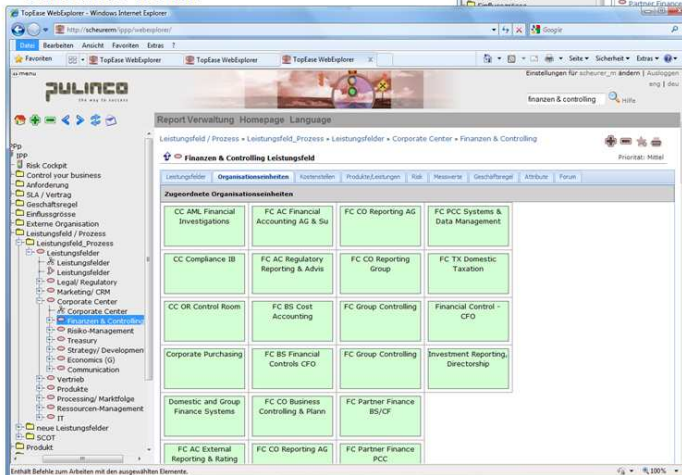 Einflussgrösse
Partner Finance
TopEase WebExplorer - Windows Internet Explorer
http://scheurerm/ipp/webexplorer/
Google
Datei Bearbeiten Ansicht Favoriten Extras ?
Favoriten TopEase WebExplorer TopEase WebExplorer TopEase WebExplorer Seite Sicherheit Extras
menu
Einstellungen für scheurer_m ändern | Ausloggen
eng | deu
PULINCO
the way to success
finanzen & controlling Hilfe
Report Verwaltung Homepage Language
Leistungsfeld / Prozess Leistungsfeld_Prozess Leistungsfelder Corporate Center Finanzen & Controlling
Finanzen & Controlling Leistungsfeld
Priorität: Mittel
Leistungsfelder Organisationseinheiten Kostenstellen Produkte/Leistungen Risk Messwerte Geschäftsregel Attribute Forum
Zugeordnete Organisationseinheiten
IPP
Risk Cockpit
Control your business
Anforderung
SLA / Vertrag
Geschäftsregel
Einflussgrösse
Externe Organisation
Leistungsfeld / Prozess
Leistungsfeld_Prozess
Leistungsfelder
Leistungsfelder
Leistungsfelder
Legal/ Regulatory
Marketing/ CRM
Corporate Center
Corporate Center
Finanzen & Controlling
Risiko-Management
Treasury
Strategy/ Developmen
Economics (G)
Communication
Vertrieb
Produkte
Processing/ Marktfolge
Ressourcen-Management
IT
neue Leistungsfelder
SCOT
Produkt
CC AML Financial
Investigations
FC AC Financial
Accounting AG & Su
FC CO Reporting AG
FC PCC Systems &
Data Management
CC Compliance IB
FC AC Regulatory
Reporting & Advis
FC CO Reporting
Group
FC TX Domestic
Taxation
CC OR Control Room
FC BS Cost
Accounting
FC Group Controlling
Financial Control -
CFO
Corporate Purchasing
FC BS Financial
Controls CFO
FC Group Controlling
Investment Reporting,
Directorship
Domestic and Group
Finance Systems
FC CO Business
Controlling & Plann
FC Partner Finance
BS/CF
FC AC External
Reporting & Rating
FC CO Reporting AG
FC Partner Finance
PCC
Enthält Befehle zum Arbeiten mit den ausgewählten Elementen.
100%